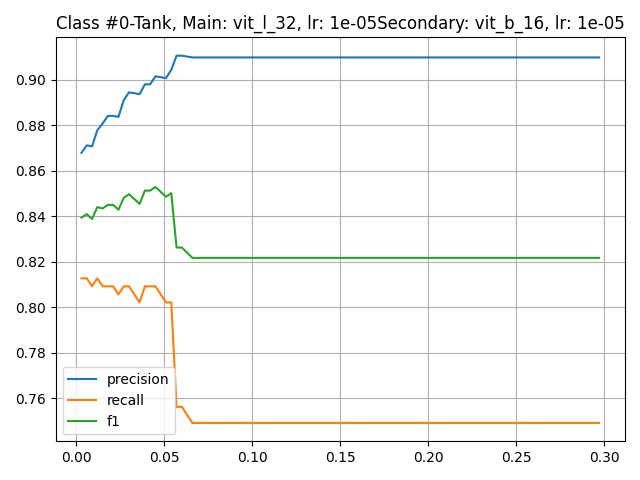 Class #0-Tank, Main: vit_l_32, lr: 1e-05Secondary: vit_b_16, lr: 1e-05
0.90
0.88
0.86
0.84
0.82
0.80
0.78
0.76
precision
recall
f1
0.00 0.05 0.10 0.15 0.20 0.25 0.30